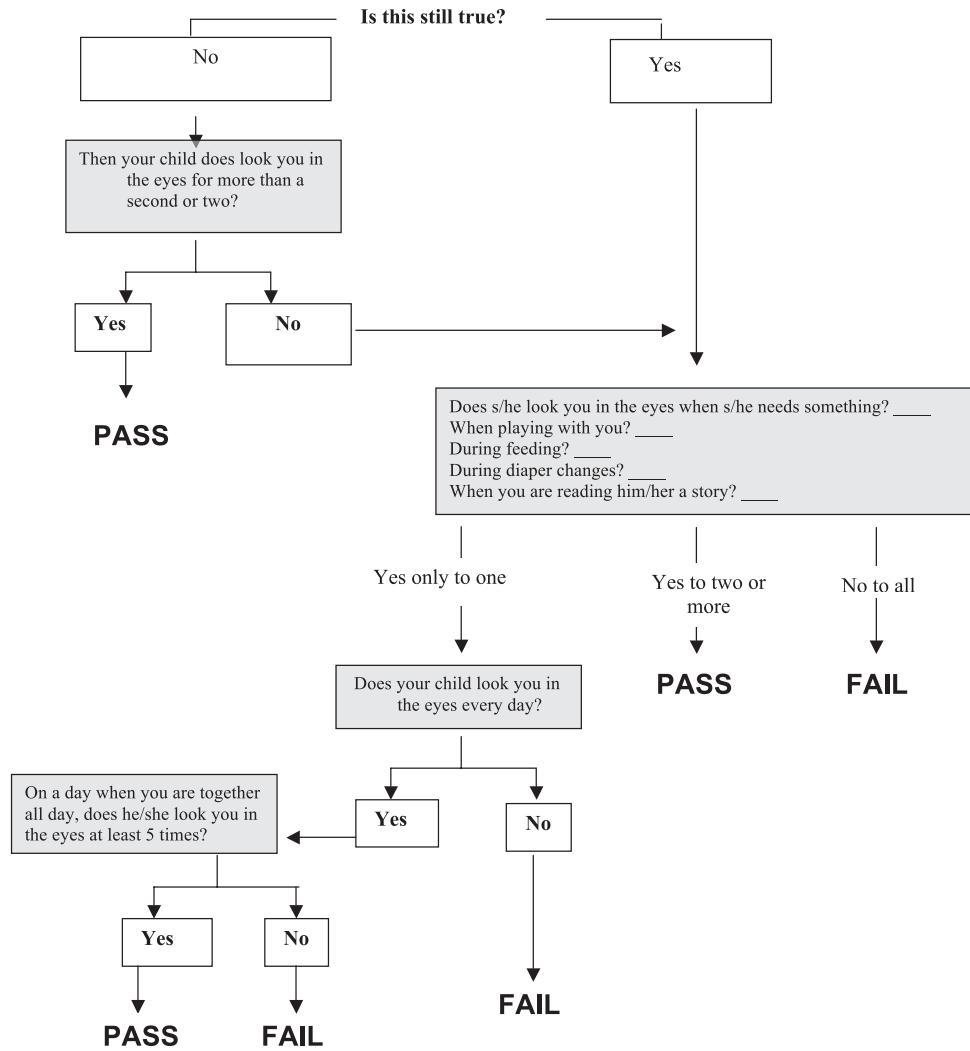 Is this still true?
No
Yes
Then your child does look you in
the eyes for more than a
second or two?
Yes
No
PASS
Does s/he look you in the eyes when s/he needs something? ____
When playing with you? ____
During feeding? ____
During diaper changes? ____
When you are reading him/her a story? ____
Yes only to one
Yes to two or
more
No to all
PASS
FAIL
Does your child look you in
the eyes every day?
Yes
No
On a day when you are together
all day, does he/she look you in
the eyes at least 5 times?
Yes
No
FAIL
PASS
FAIL